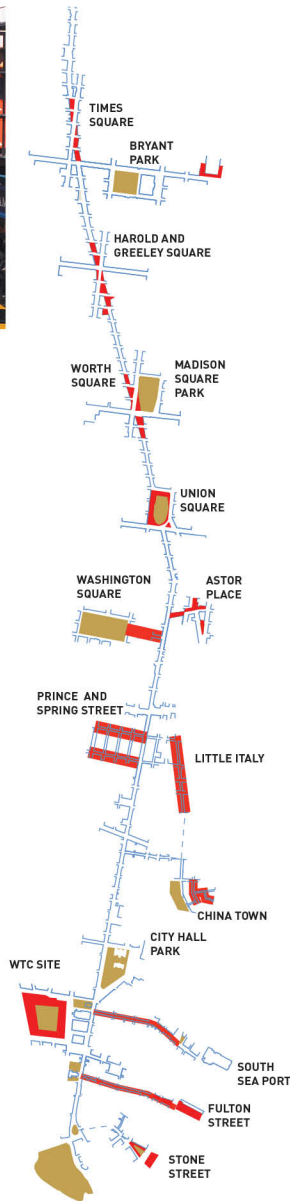 TIMES
SQUARE
BRYANT
PARK
HAROLD AND
GREELEY SQUARE
WORTH
SQUARE
MADISON
SQUARE
PARK
UNION
SQUARE
WASHINGTON
SQUARE
ASTOR
PLACE
PRINCE AND
SPRING STREET
LITTLE ITALY
CHINA TOWN
CITY HALL
PARK
WTC SITE
SOUTH
SEA PORT
FULTON
STREET
STONE
STREET